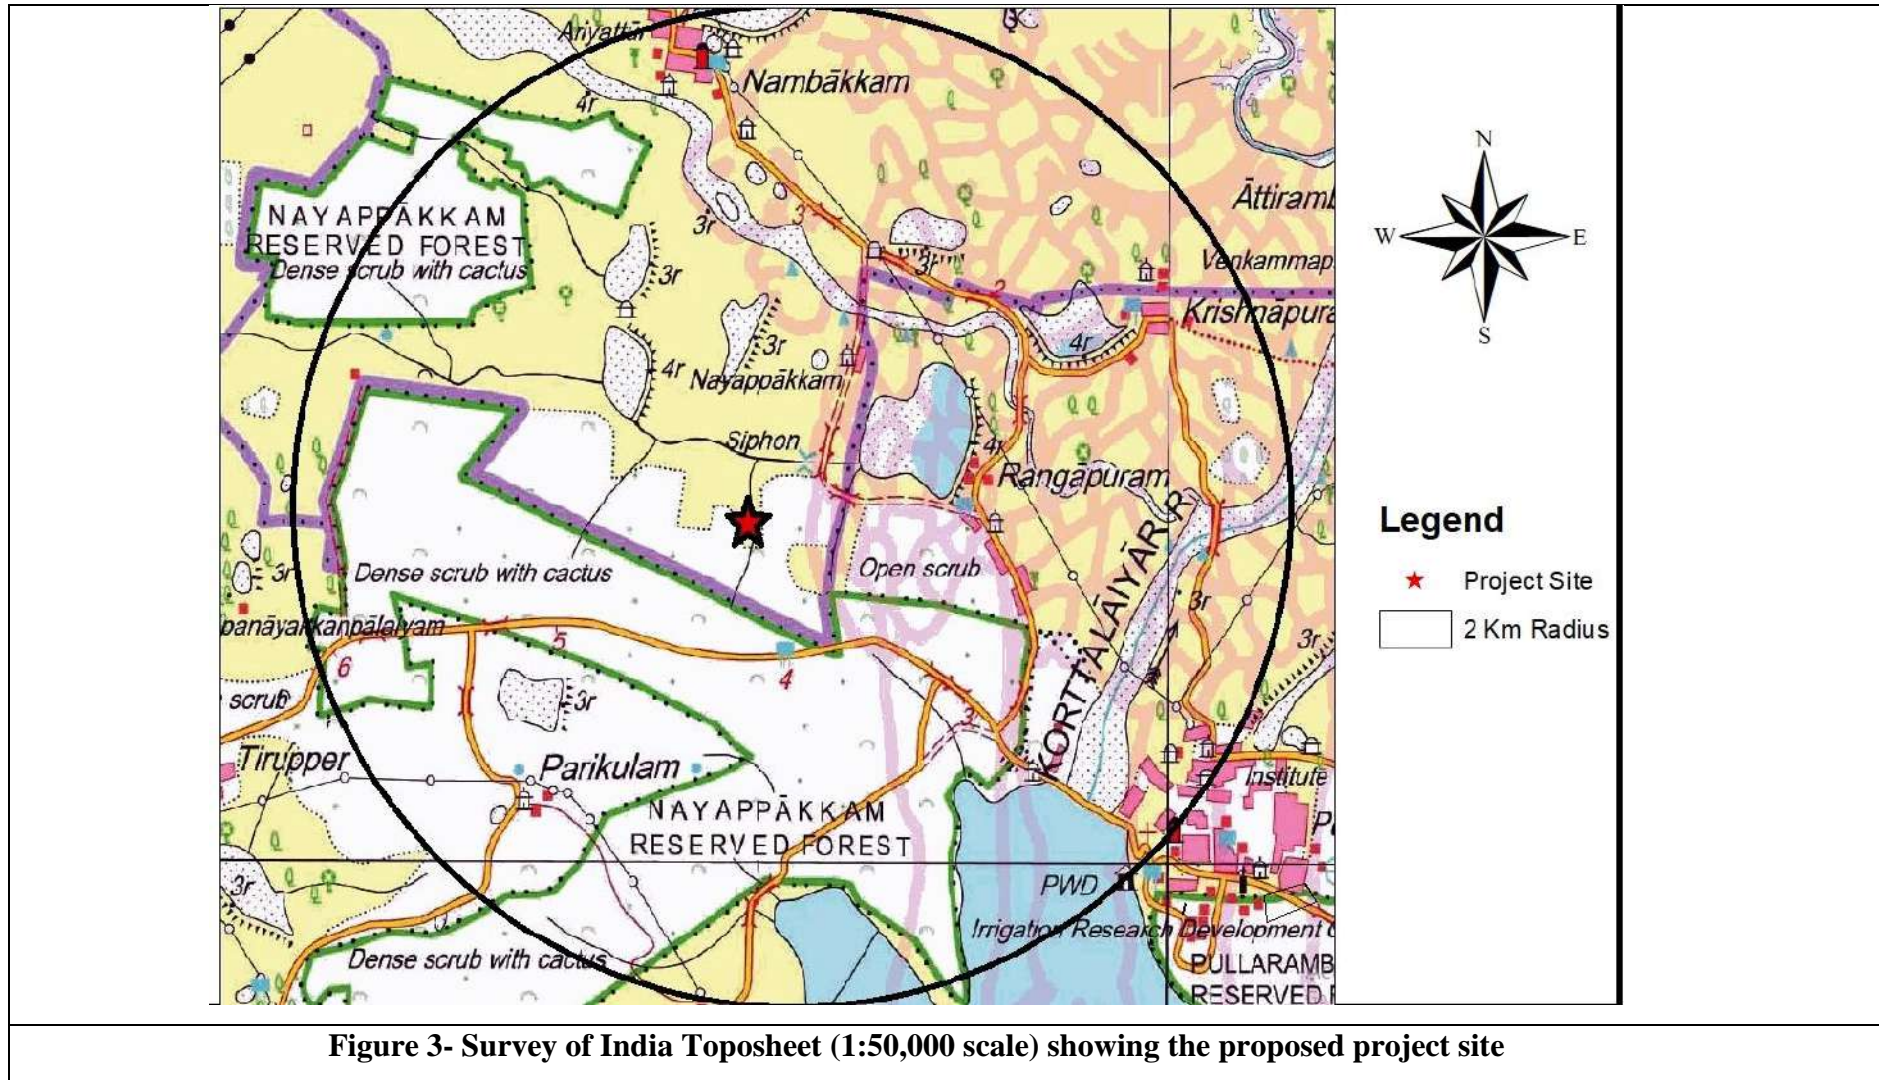 Ariyattūr
Nambākkam
4r
NAYAPPĀKKAM
RESERVED FOREST
Dense scrub with cactus
3r
3
3r
3r
Āttiramb
Venkammap
2
Krishnāpura
4r
3r
4r
Nayappākkam
Siphon
4r
Rangāpuram
KORTTALAIYĀR R
3r
Dense scrub with cactus
Open scrub
3r
panāyakkanpālaiyam
5
6
4
3r
scrub
3r
3
Tirupper
Parikulam
Institute
NAYAPPĀKKAM
RESERVED FOREST
3r
PWD
Irrigation Research Development
Dense scrub with cactus
PULLARAMB
RESERVED F
N
W
E
S
Legend
Project Site
2 Km Radius
Figure 3- Survey of India Toposheet (1:50,000 scale) showing the proposed project site